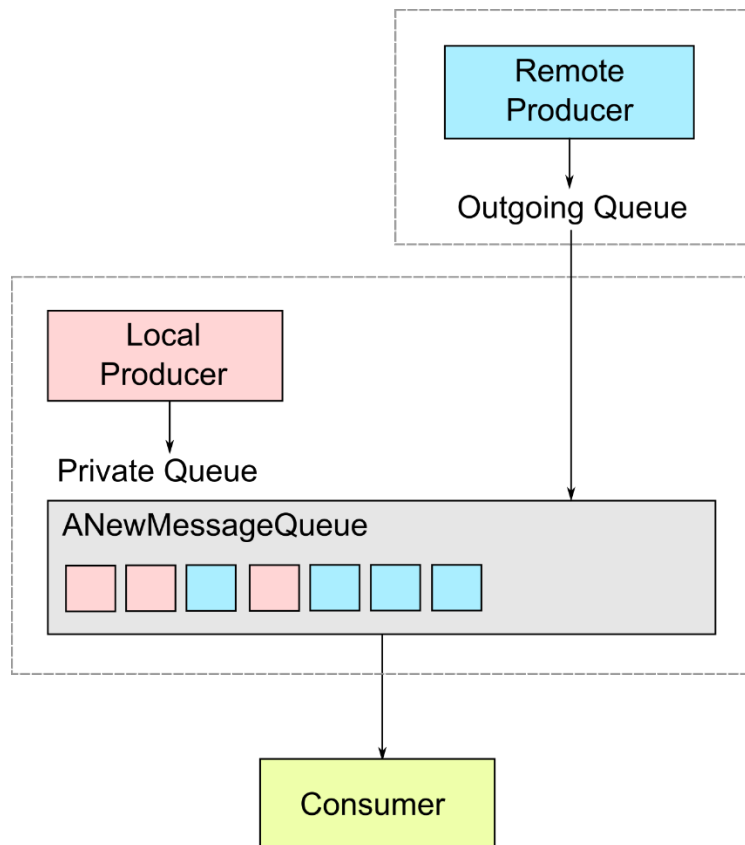 Remote
Producer
Outgoing Queue
Local
Producer
Private Queue
ANewMessageQueue
Consumer